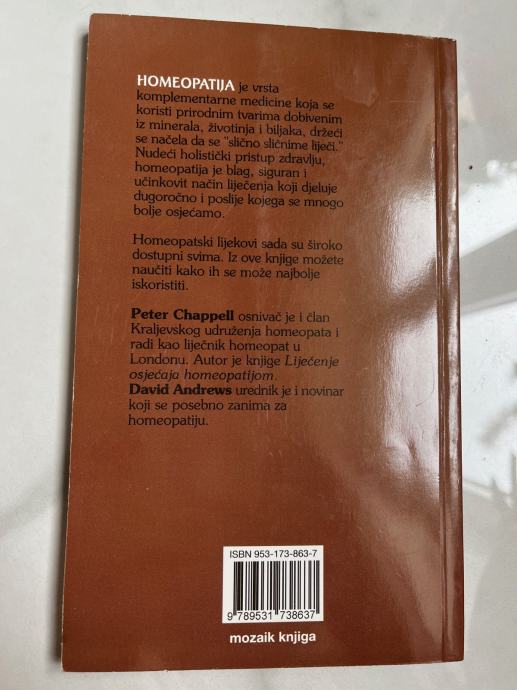 HOMEOPATIJA je vrsta
komplementarne medicine koja se
koristi prirodnim tvarima dobivenim
iz minerala, životinja i biljaka, držeći
se načela da se "slično sličnime liječi."
Nudeći holistički pristup zdravlju,
homeopatija je blag, siguran i
učinkovit način liječenja koji djeluje
dugoročno i poslije kojega se mnogo
bolje osjećamo.
Homeopatski lijekovi sada su široko
dostupni svima. Iz ove knjige možete
naučiti kako ih se može najbolje
iskoristiti.
Peter Chappell osnivač je i član
Kraljevskog udruženja homeopata i
radi kao liječnik homeopat u
Londonu. Autor je knjige Liječenje
osjećaja homeopatijom.
David Andrews urednik je i novinar
koji se posebno zanima za
homeopatiju.
ISBN 953-173-863-7
9 789531 738637
mozaik knjiga